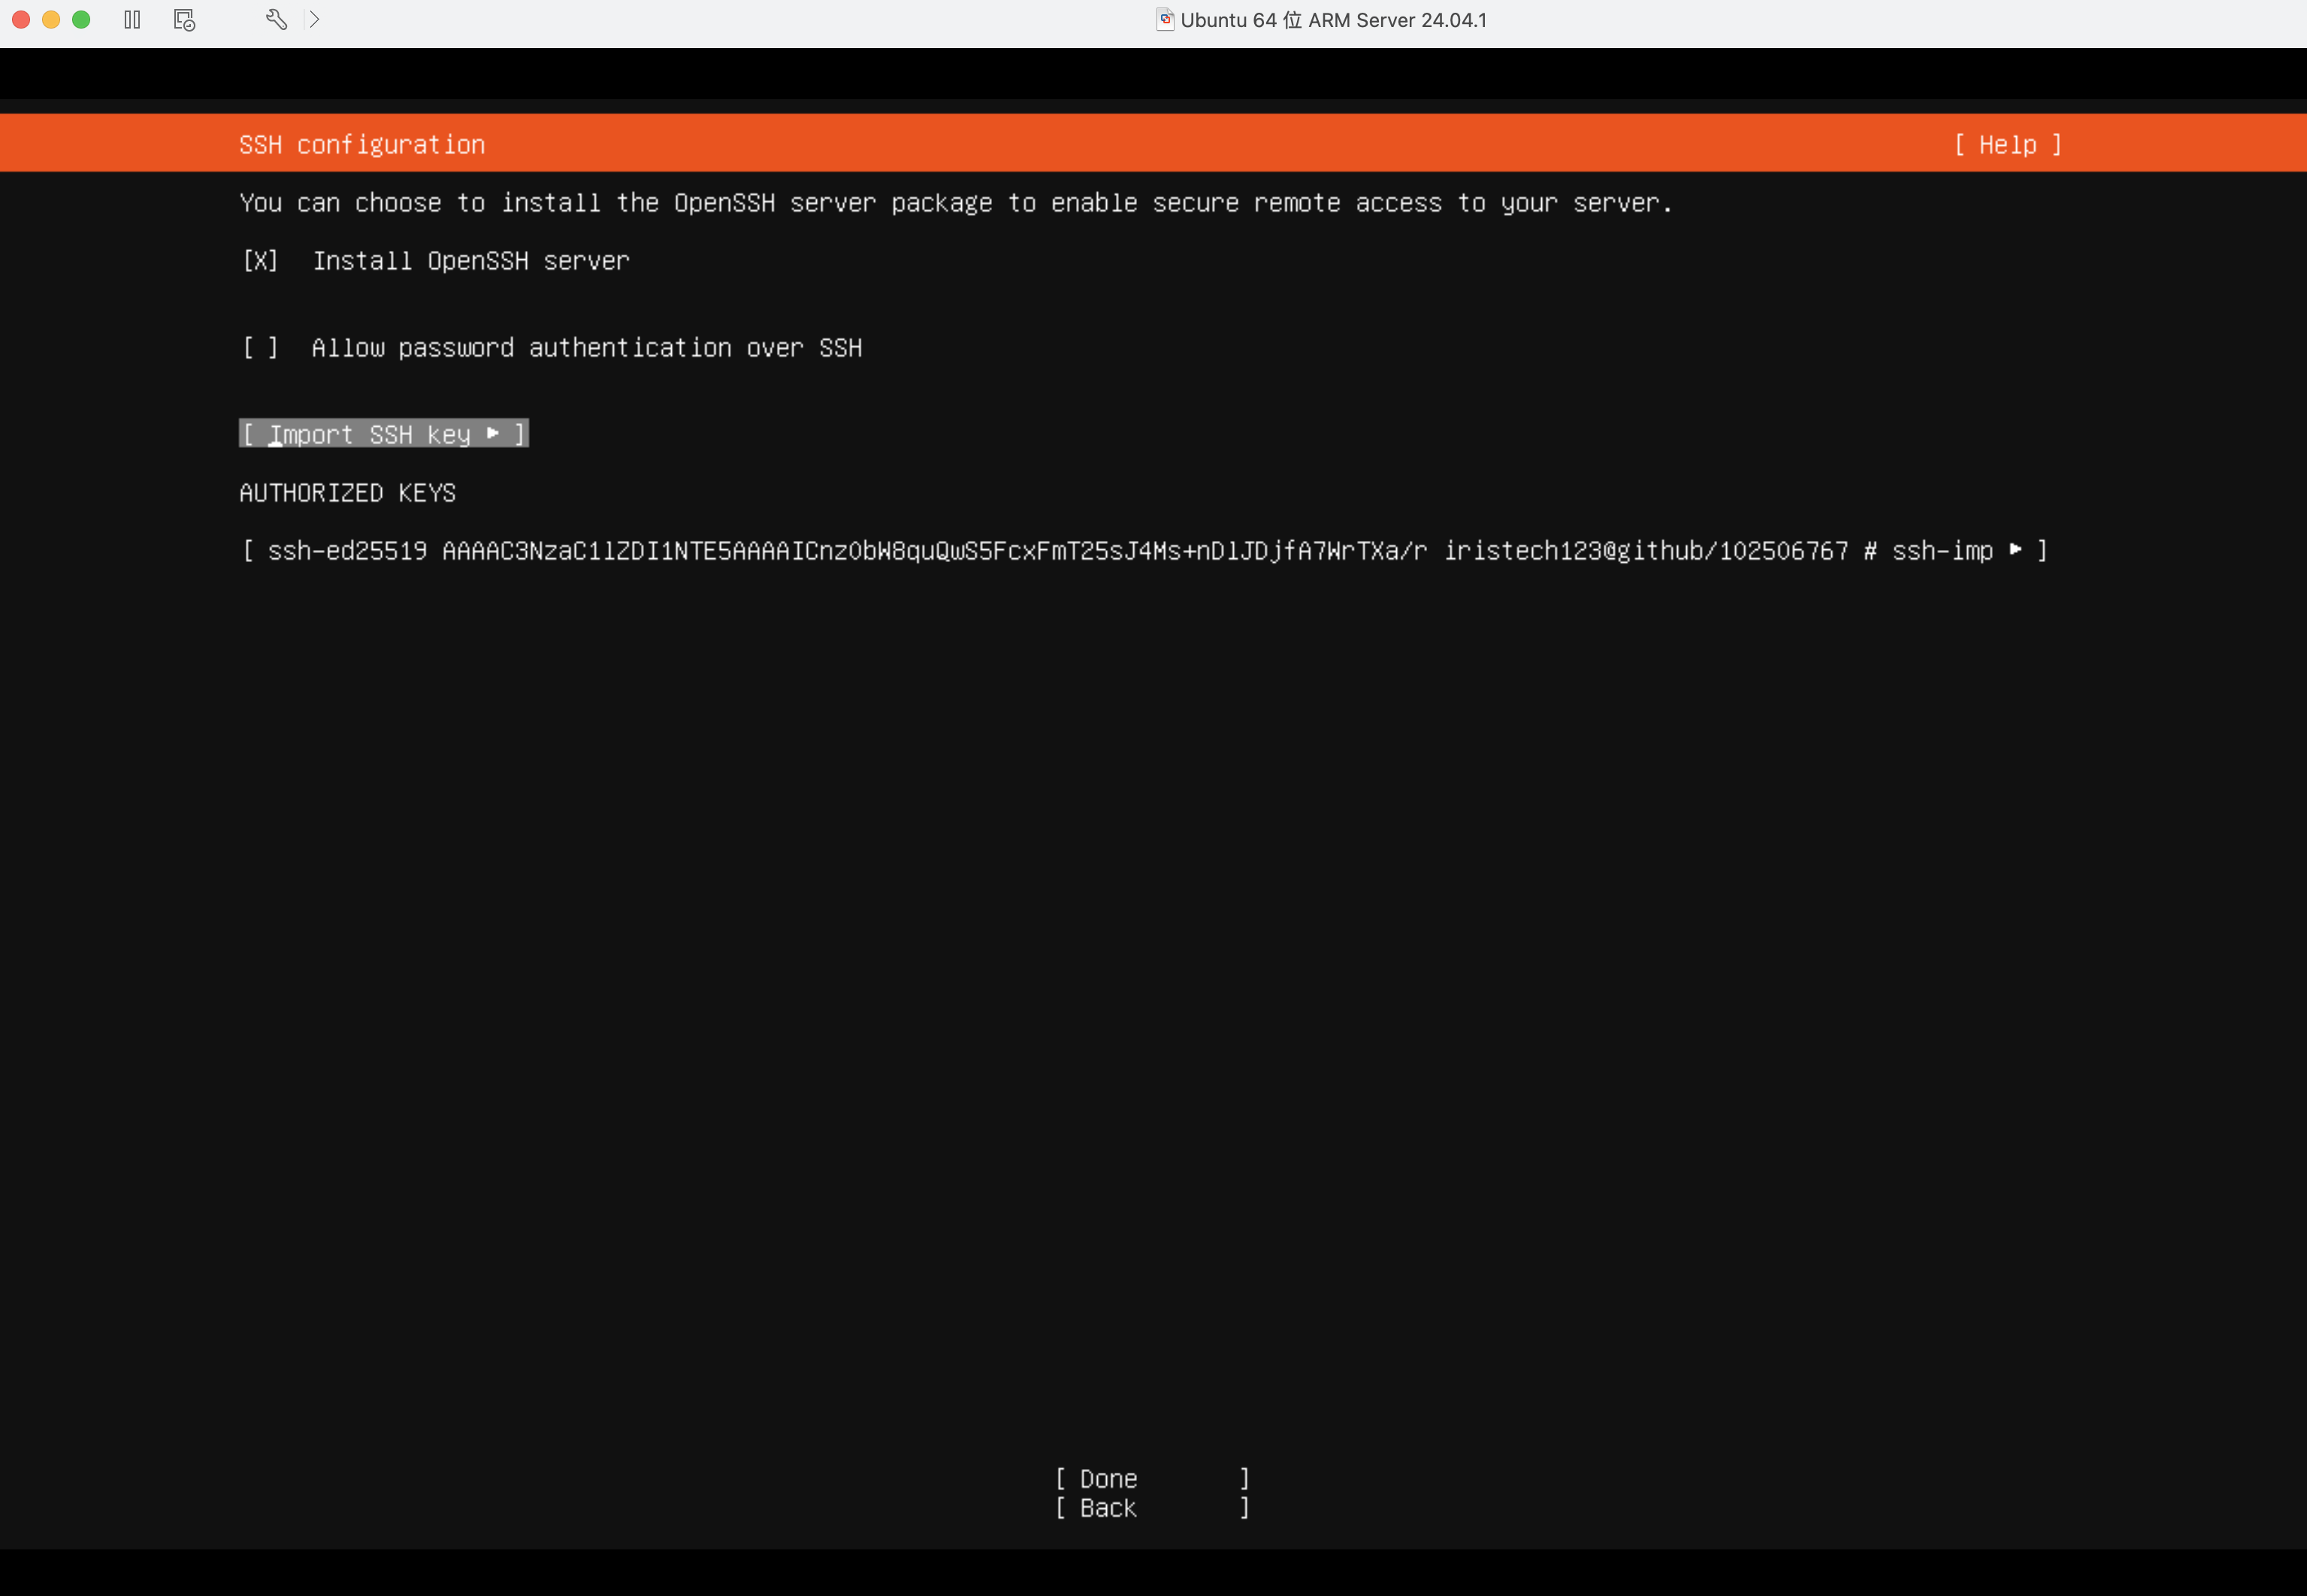 Ubuntu 64 位 ARM Server 24.04.1
SSH configuration [ Help ]
You can choose to install the OpenSSH server package to enable secure remote access to your server.
[X] Install OpenSSH server
[ ] Allow password authentication over SSH
[ Import SSH key ▸ ]
AUTHORIZED KEYS
[ ssh-ed25519 AAAAC3NzaC1lZDI1NTE5AAAAICnzObW8quQwS5FcxFmT25sJ4Ms+nDlJDjfA7WrTXa/r iristech123@github/102506767 # ssh-imp ▸ ]
[ Done ]
[ Back ]